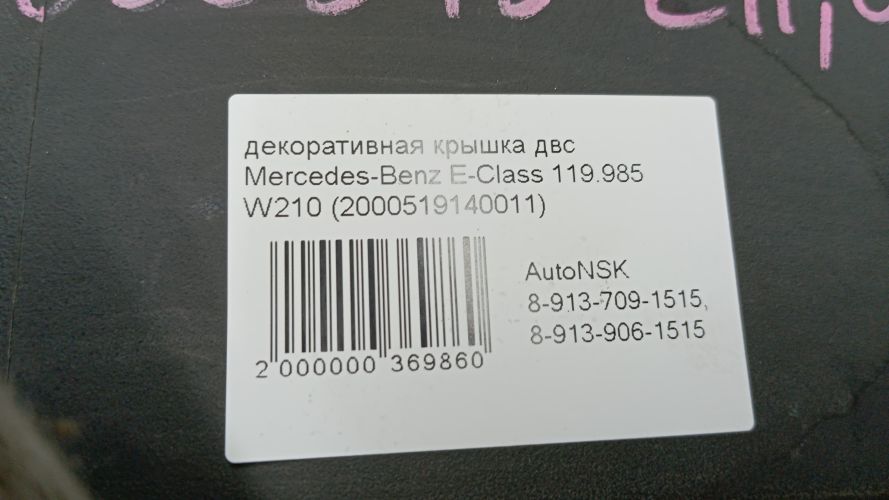 декоративная крышка двс
Mercedes-Benz E-Class 119.985
W210 (2000519140011)
AutoNSK
8-913-709-1515,
8-913-906-1515
2 000000 369860